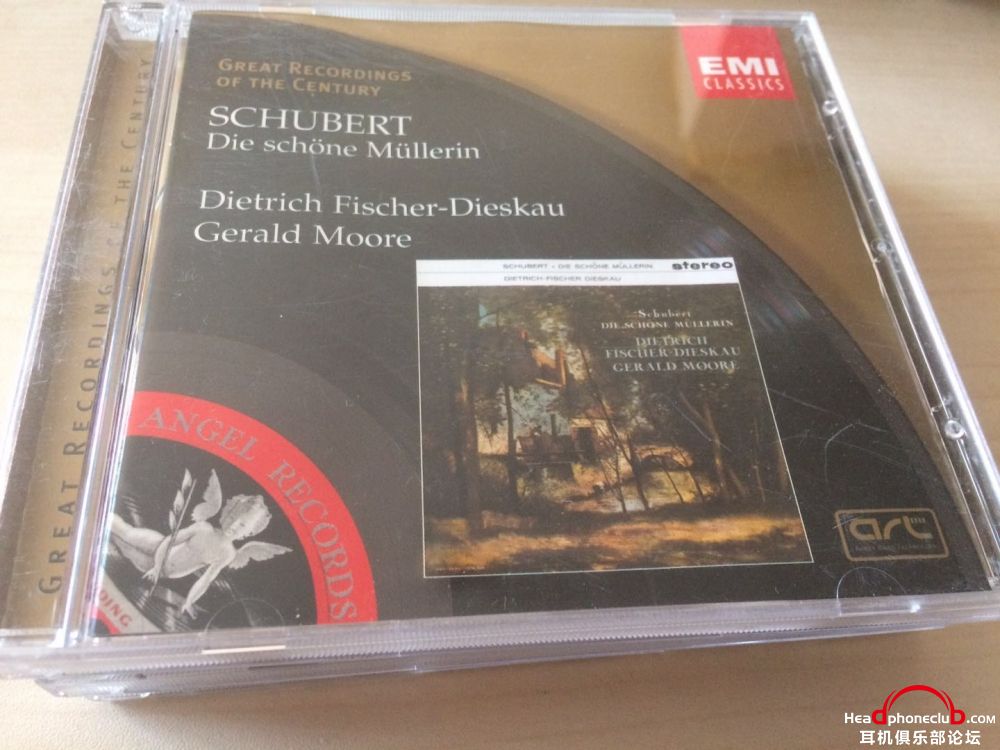 GREAT RECORDINGS
OF THE CENTURY
EMI
CLASSICS
SCHUBERT
Die schöne Müllerin
Dietrich Fischer-Dieskau
Gerald Moore
SCHUBERT • DIE SCHÖNE MÜLLERIN stereo
DIETRICH-FISCHER DIESKAU
Schubert
DIE SCHÖNE MÜLLERIN
DIETRICH
FISCHER-DIESKAU
GERALD MOORE
GREAT RECORDINGS OF THE CENTURY
ANGEL RECORDS
DING
art
Headphoneclub.com
耳机俱乐部论坛